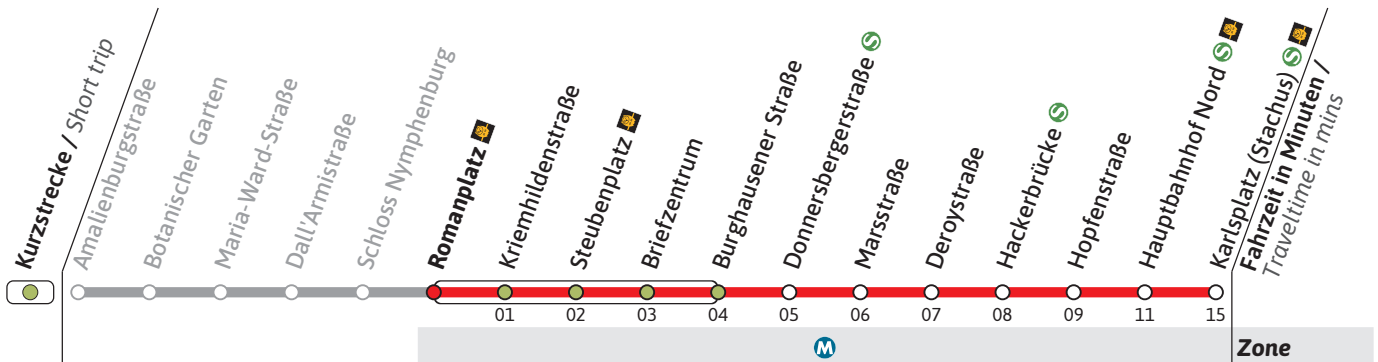 Kurzstrecke / Short trip
Amalienburgstraße
Botanischer Garten
Maria-Ward-Straße
Dall'Armistraße
Schloss Nymphenburg
Romanplatz
Kriemhildenstraße
Steubenplatz
Briefzentrum
Burghausener Straße
Donnersbergerstraße S
Marsstraße
Deroystraße
Hackerbrücke S
Hopfenstraße
Hauptbahnhof Nord S
Karlsplatz (Stachus) S
Fahrzeit in Minuten /
Traveltime in mins
01 02 03 04 05 06 07 08 09 11 15
M Zone